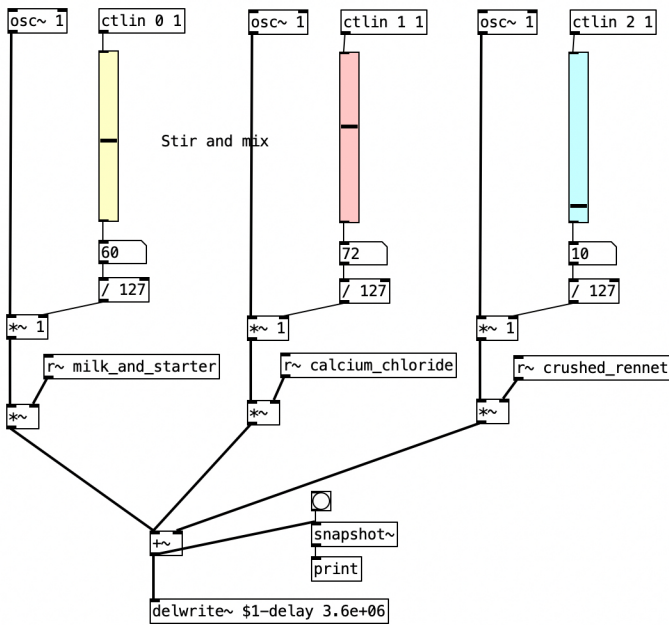 osc~ 1
ctlin 0 1
osc~ 1
ctlin 1 1
osc~ 1
ctlin 2 1
Stir and mix
60
72
10
/ 127
/ 127
/ 127
*~ 1
*~ 1
*~ 1
r~ milk_and_starter
r~ calcium_chloride
r~ crushed_rennet
*~
*~
*~
+~
snapshot~
print
delwrite~ $1-delay 3.6e+06